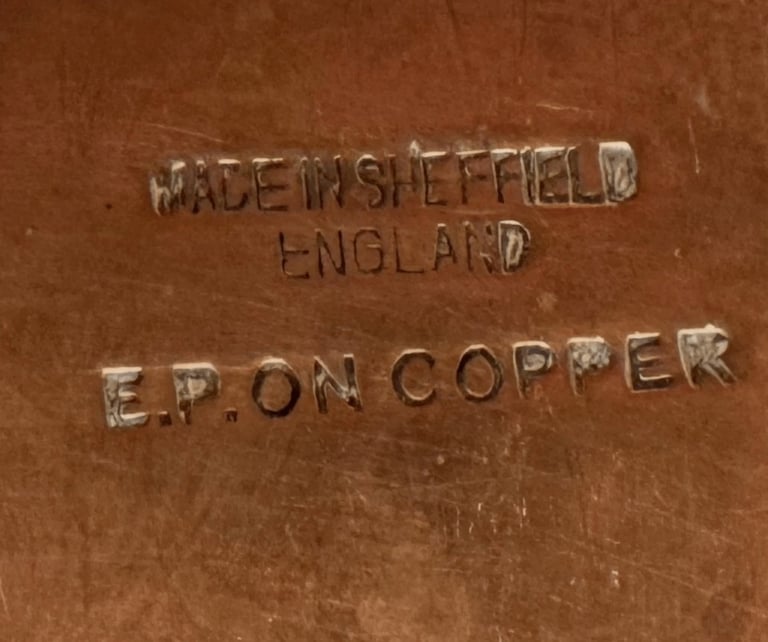 MADE IN SHEFFIELD
ENGLAND
E.P. ON COPPER